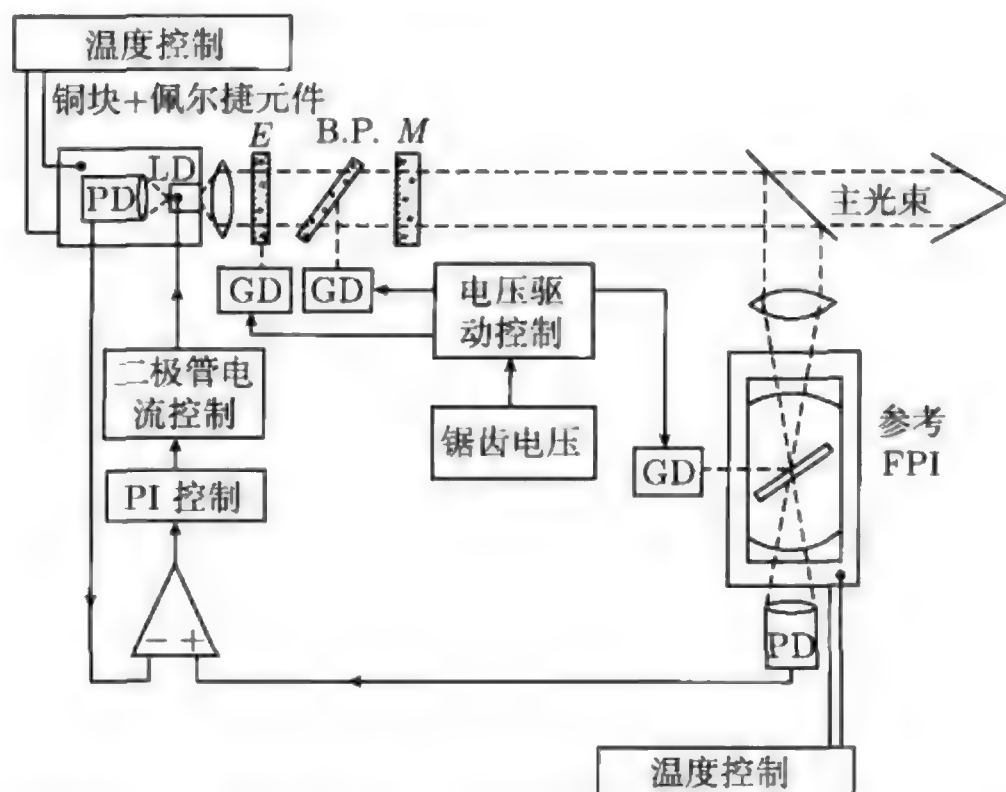 温度控制
铜块+佩尔捷元件
E
B.P.
M
LD
PD
主光束
GD
GD
电压驱
动控制
二极管电
流控制
锯齿电压
GD
参考
FPI
PI 控制
- +
PD
温度控制